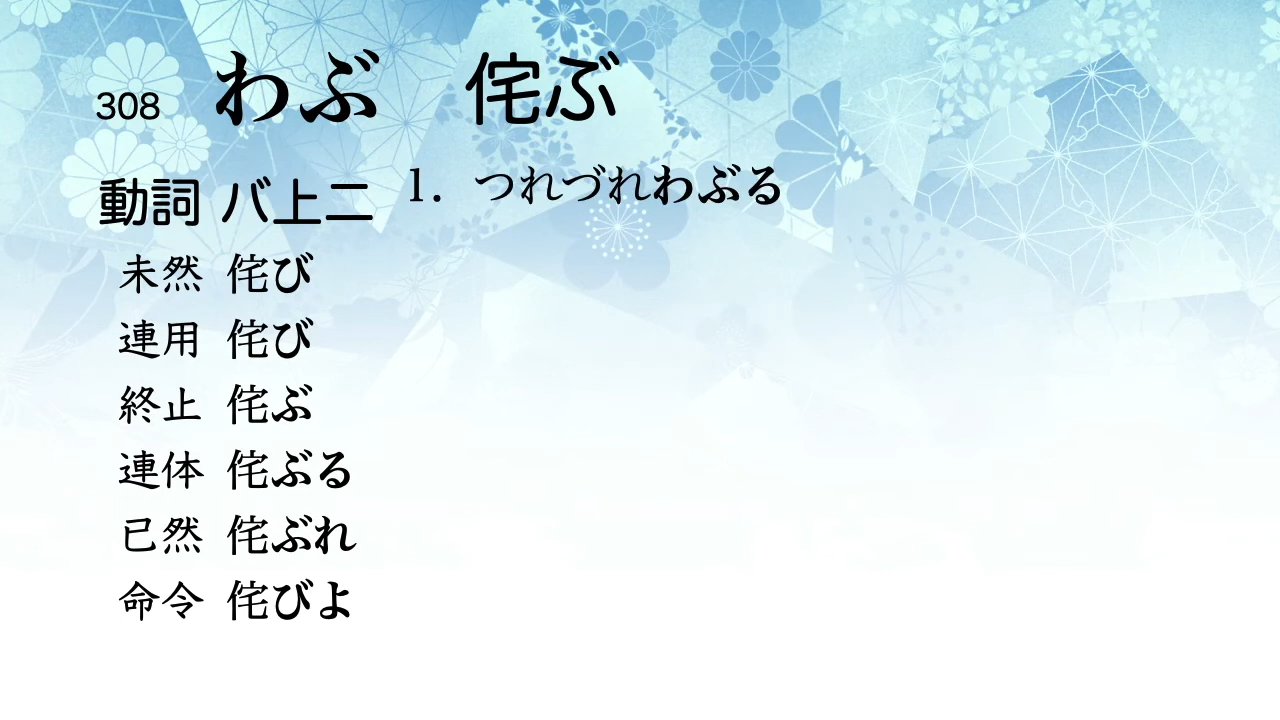 308 わぶ 侘ぶ
動詞 バ上二
1. つれづれわぶる
未然 侘び
連用 侘び
終止 侘ぶ
連体 侘ぶる
已然 侘ぶれ
命令 侘びよ